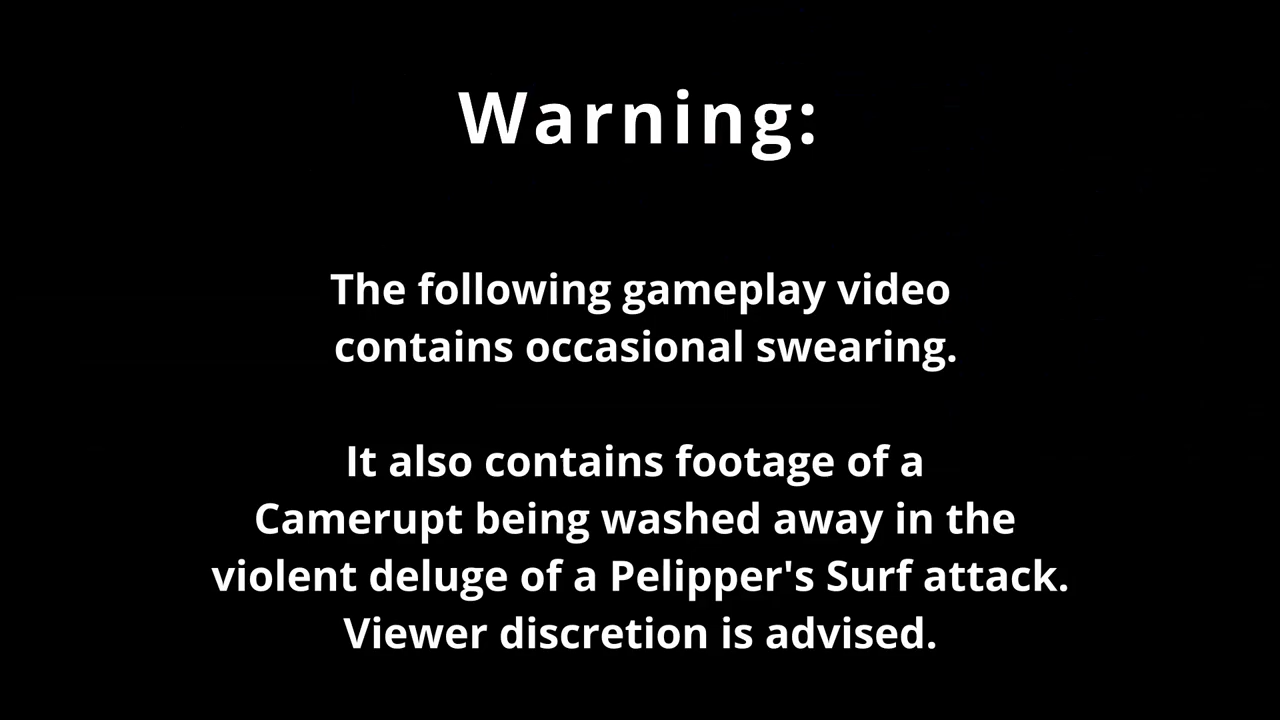 Warning:
The following gameplay video
contains occasional swearing.
It also contains footage of a
Camerupt being washed away in the
violent deluge of a Pelipper's Surf attack.
Viewer discretion is advised.